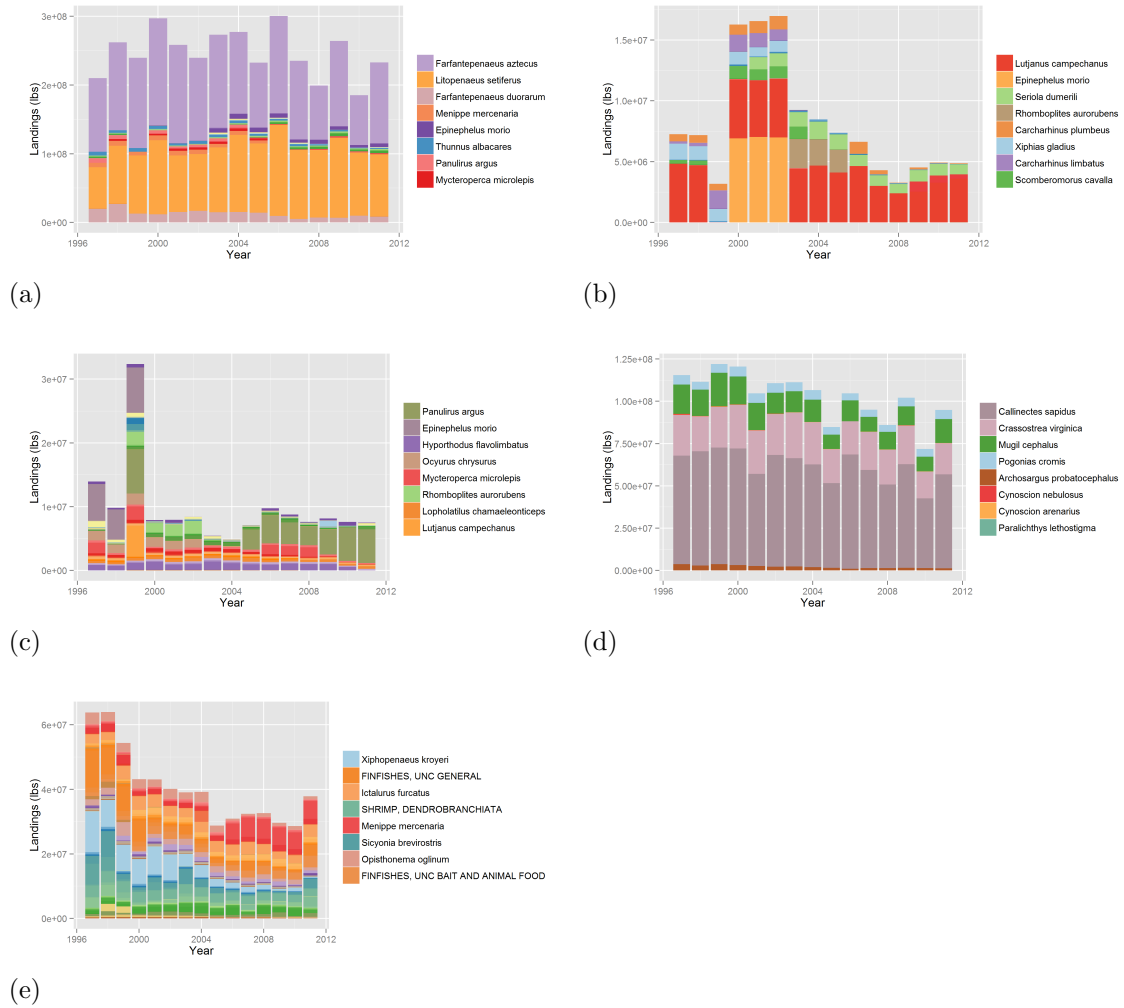 3e+08
2e+08
1e+08
0e+00
Landings (lbs)
1996
2000
2004
2008
2012
Year
Farfantepenaeus aztecus
Litopenaeus setiferus
Farfantepenaeus duorarum
Menippe mercenaria
Epinephelus morio
Thunnus albacares
Panulirus argus
Mycteroperca microlepis
(a)
1.5e+07
1.0e+07
5.0e+06
0.0e+00
Landings (lbs)
1996
2000
2004
2008
2012
Year
Lutjanus campechanus
Epinephelus morio
Seriola dumerili
Rhomboplites aurorubens
Carcharhinus plumbeus
Xiphias gladius
Carcharhinus limbatus
Scomberomorus cavalla
(b)
3e+07
2e+07
1e+07
0e+00
Landings (lbs)
1996
2000
2004
2008
2012
Year
Panulirus argus
Epinephelus morio
Hyporthodus flavolimbatus
Ocyurus chrysurus
Mycteroperca microlepis
Rhomboplites aurorubens
Lopholatilus chamaeleonticeps
Lutjanus campechanus
(c)
1.25e+08
1.00e+08
7.50e+07
5.00e+07
2.50e+07
0.00e+00
Landings (lbs)
1996
2000
2004
2008
2012
Year
Callinectes sapidus
Crassostrea virginica
Mugil cephalus
Pogonias cromis
Archosargus probatocephalus
Cynoscion nebulosus
Cynoscion arenarius
Paralichthys lethostigma
(d)
6e+07
4e+07
2e+07
0e+00
Landings (lbs)
1996
2000
2004
2008
2012
Year
Xiphopenaeus kroyeri
FINFISHES, UNC GENERAL
Ictalurus furcatus
SHRIMP, DENDROBRANCHIATA
Menippe mercenaria
Sicyonia brevirostris
Opisthonema oglinum
FINFISHES, UNC BAIT AND ANIMAL FOOD
(e)